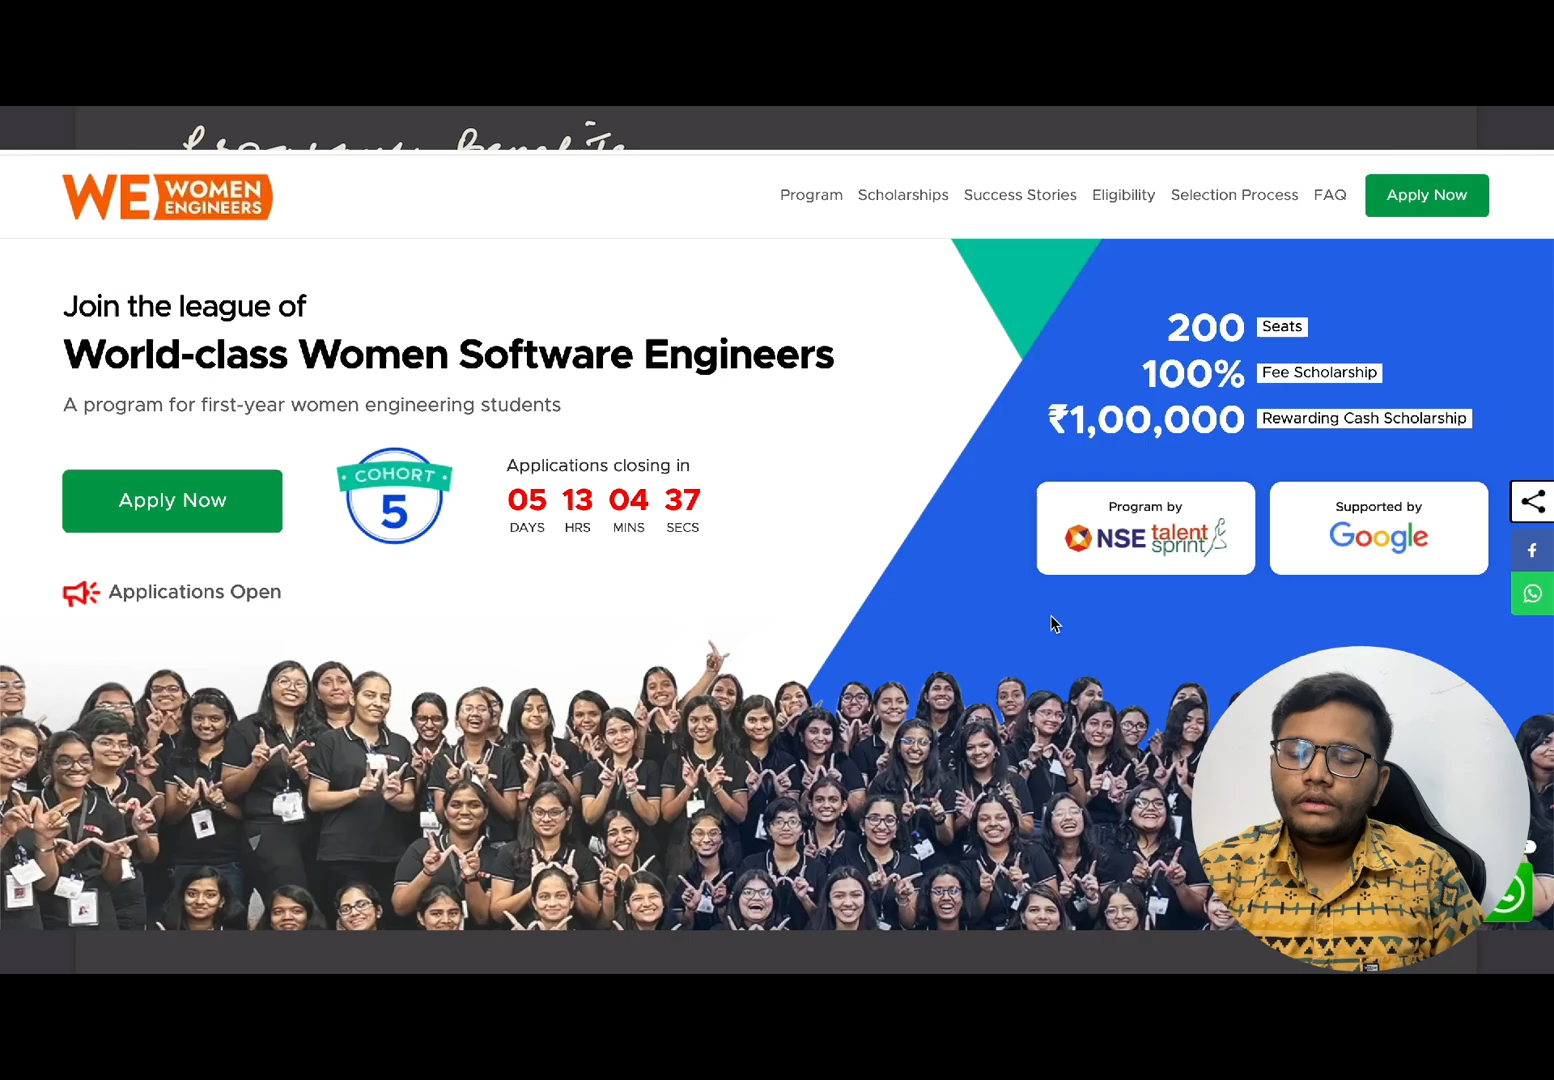 Program Benefits
WE WOMEN ENGINEERS
Program Scholarships Success Stories Eligibility Selection Process FAQ Apply Now
Join the league of
World-class Women Software Engineers
A program for first-year women engineering students
Apply Now
COHORT
5
Applications closing in
05 13 04 37
DAYS HRS MINS SECS
Applications Open
200 Seats
100% Fee Scholarship
₹1,00,000 Rewarding Cash Scholarship
Program by
NSE talent sprint
Supported by
Google